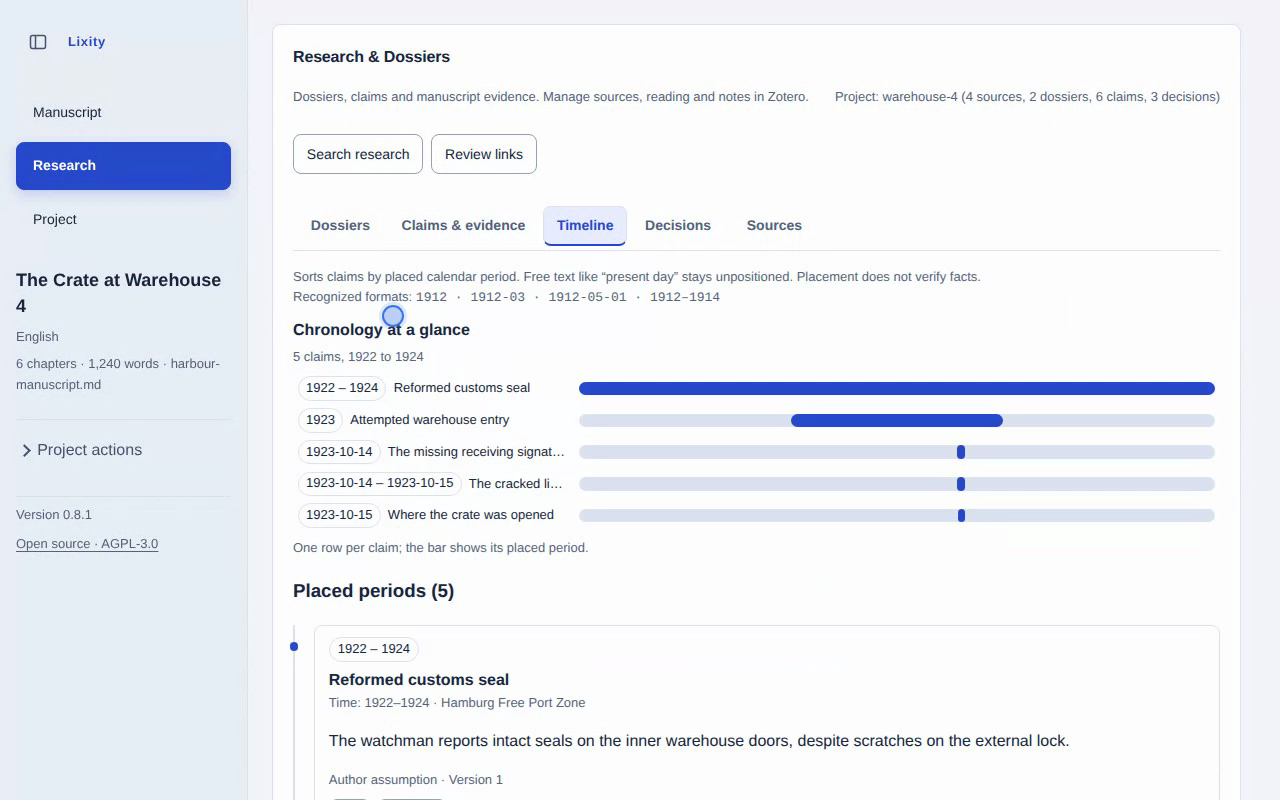 Lixity
Manuscript
Research
Project
The Crate at Warehouse
4
English
6 chapters · 1,240 words · harbour-
manuscript.md
Project actions
Version 0.8.1
Open source · AGPL-3.0
Research & Dossiers
Dossiers, claims and manuscript evidence. Manage sources, reading and notes in Zotero.
Project: warehouse-4 (4 sources, 2 dossiers, 6 claims, 3 decisions)
Search research
Review links
Dossiers
Claims & evidence
Timeline
Decisions
Sources
Sorts claims by placed calendar period. Free text like “present day” stays unpositioned. Placement does not verify facts.
Recognized formats: 1912 · 1912-03 · 1912-05-01 · 1912–1914
Chronology at a glance
5 claims, 1922 to 1924
1922 – 1924 Reformed customs seal
1923 Attempted warehouse entry
1923-10-14 The missing receiving signat…
1923-10-14 – 1923-10-15 The cracked li…
1923-10-15 Where the crate was opened
One row per claim; the bar shows its placed period.
Placed periods (5)
1922 – 1924
Reformed customs seal
Time: 1922–1924 · Hamburg Free Port Zone
The watchman reports intact seals on the inner warehouse doors, despite scratches on the external lock.
Author assumption · Version 1